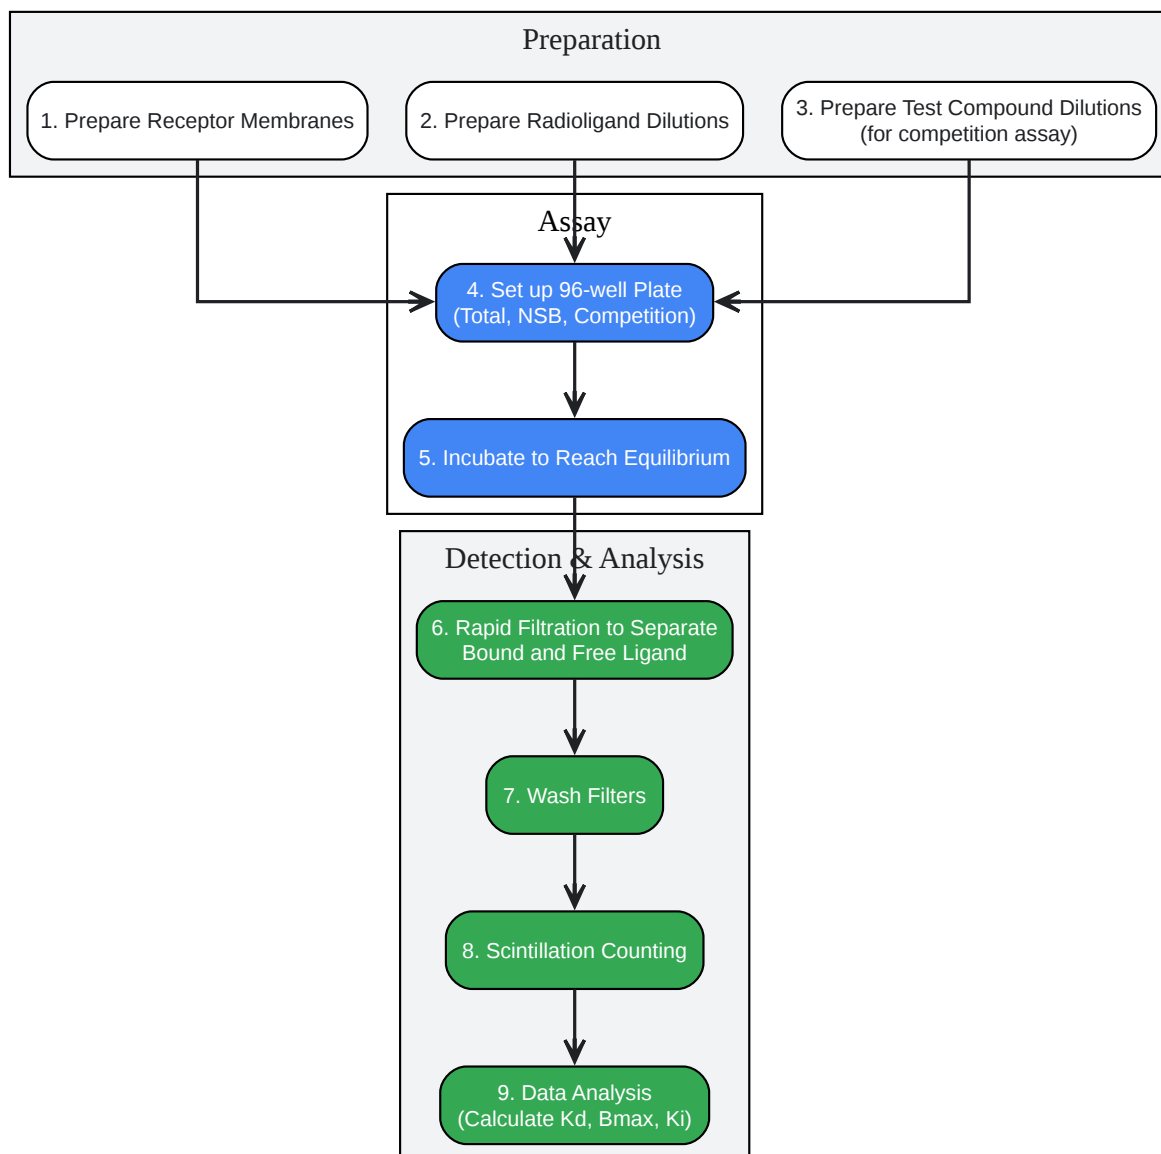 Preparation
1. Prepare Receptor Membranes
2. Prepare Radioligand Dilutions
3. Prepare Test Compound Dilutions
(for competition assay)
Assay
4. Set up 96-well Plate
(Total, NSB, Competition)
5. Incubate to Reach Equilibrium
Detection & Analysis
6. Rapid Filtration to Separate
Bound and Free Ligand
7. Wash Filters
8. Scintillation Counting
9. Data Analysis
(Calculate Kd, Bmax, Ki)